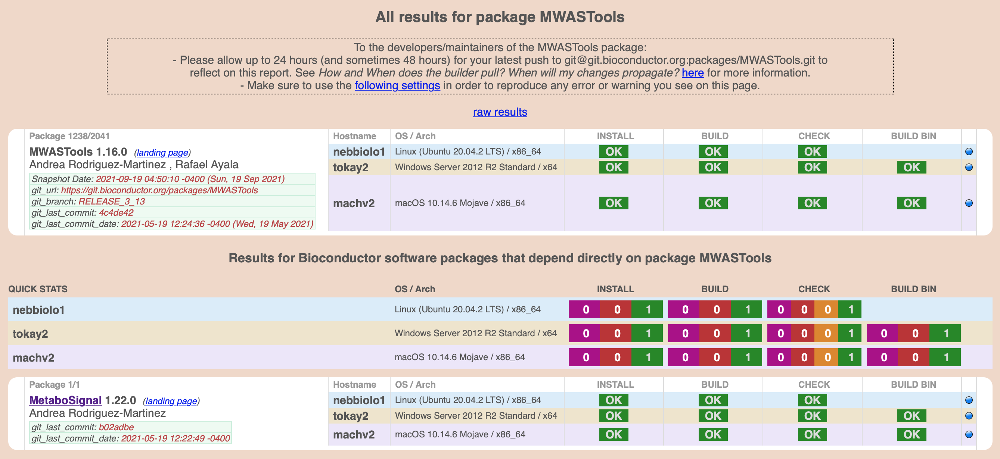 All results for package MWASTools
To the developers/maintainers of the MWASTools package:
- Please allow up to 24 hours (and sometimes 48 hours) for your latest push to git@git.bioconductor.org:packages/MWASTools.git to
reflect on this report. See How and When does the builder pull? When will my changes propagate? here for more information.
- Make sure to use the following settings in order to reproduce any error or warning you see on this page.
raw results
Package 1238/2041 Hostname OS / Arch INSTALL BUILD CHECK BUILD BIN
MWASTools 1.16.0 (landing page)
Andrea Rodriguez-Martinez , Rafael Ayala
Snapshot Date: 2021-09-19 04:50:10 -0400 (Sun, 19 Sep 2021)
git_url: https://git.bioconductor.org/packages/MWASTools
git_branch: RELEASE_3_13
git_last_commit: 4c4de42
git_last_commit_date: 2021-05-19 12:24:36 -0400 (Wed, 19 May 2021)
nebbiolo1 Linux (Ubuntu 20.04.2 LTS) / x86_64 OK OK OK
tokay2 Windows Server 2012 R2 Standard / x64 OK OK OK OK
machv2 macOS 10.14.6 Mojave / x86_64 OK OK OK OK
Results for Bioconductor software packages that depend directly on package MWASTools
QUICK STATS OS / Arch INSTALL BUILD CHECK BUILD BIN
nebbiolo1 Linux (Ubuntu 20.04.2 LTS) / x86_64 0 0 1 0 0 1 0 0 0 1
tokay2 Windows Server 2012 R2 Standard / x64 0 0 1 0 0 1 0 0 0 1 0 0 1
machv2 macOS 10.14.6 Mojave / x86_64 0 0 1 0 0 1 0 0 0 1 0 0 1
Package 1/1 Hostname OS / Arch INSTALL BUILD CHECK BUILD BIN
MetaboSignal 1.22.0 (landing page)
Andrea Rodriguez-Martinez
git_last_commit: b02adbe
git_last_commit_date: 2021-05-19 12:22:49 -0400
nebbiolo1 Linux (Ubuntu 20.04.2 LTS) / x86_64 OK OK OK
tokay2 Windows Server 2012 R2 Standard / x64 OK OK OK OK
machv2 macOS 10.14.6 Mojave / x86_64 OK OK OK OK